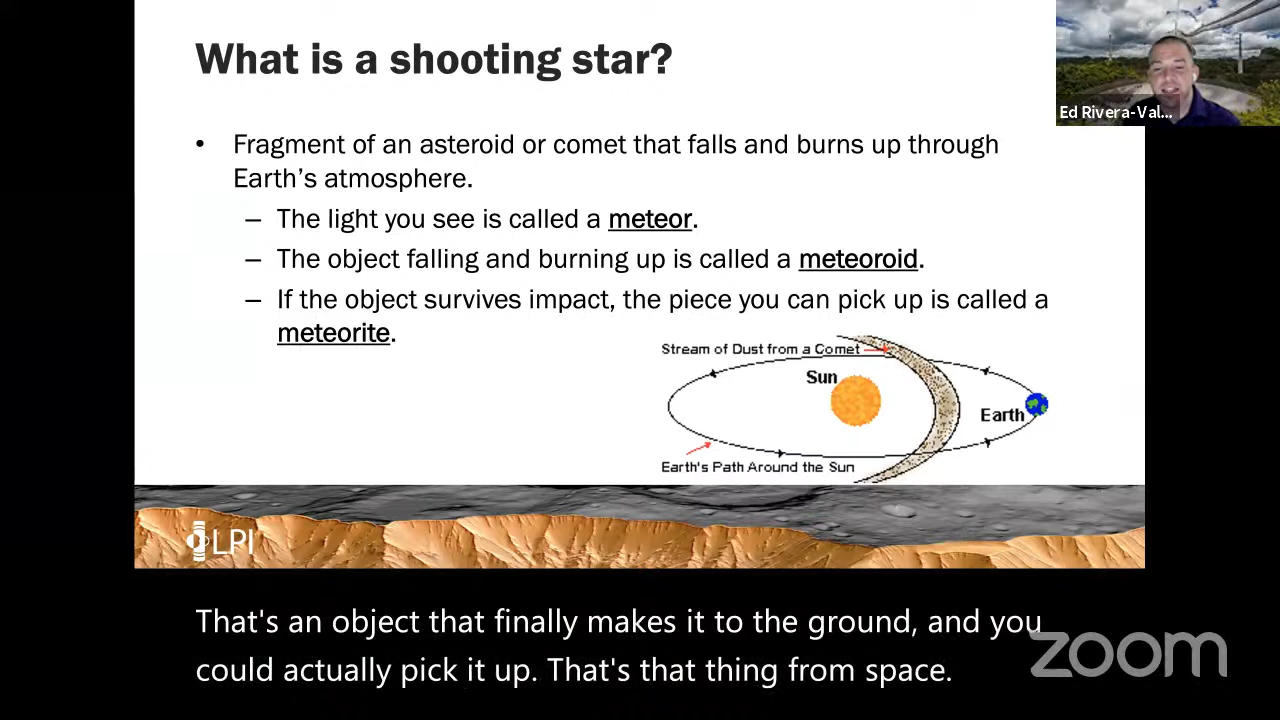 What is a shooting star?
Ed Rivera-Val...
• Fragment of an asteroid or comet that falls and burns up through
Earth's atmosphere.
– The light you see is called a meteor.
– The object falling and burning up is called a meteoroid.
– If the object survives impact, the piece you can pick up is called a
meteorite.
Stream of Dust from a Comet
Sun
Earth
Earth's Path Around the Sun
LPI
That's an object that finally makes it to the ground, and you
could actually pick it up. That's that thing from space.
zoom